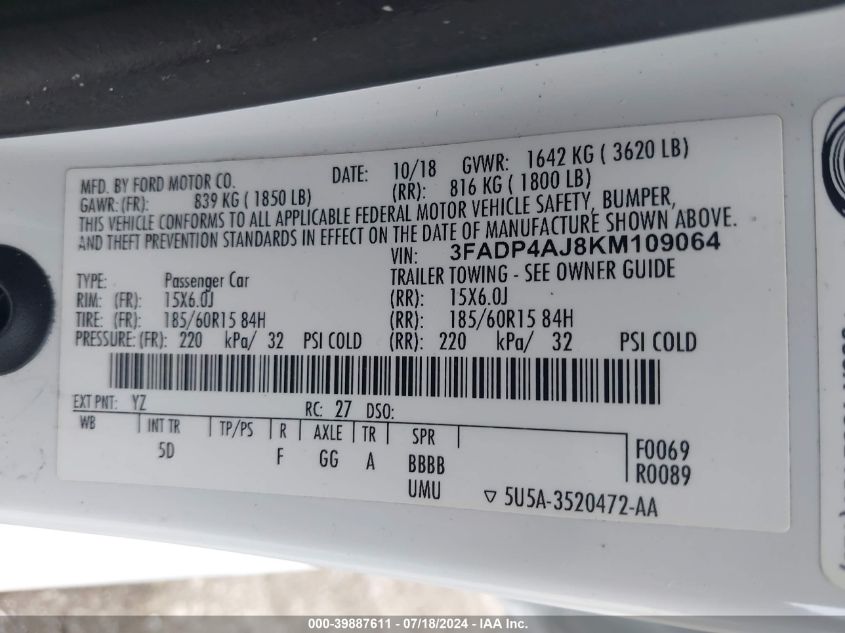 MFD. BY FORD MOTOR CO. DATE: 10/18 GVWR: 1642 KG ( 3620 LB)
GAWR: (FR): 839 KG ( 1850 LB) (RR): 816 KG ( 1800 LB)
THIS VEHICLE CONFORMS TO ALL APPLICABLE FEDERAL MOTOR VEHICLE SAFETY, BUMPER,
AND THEFT PREVENTION STANDARDS IN EFFECT ON THE DATE OF MANUFACTURE SHOWN ABOVE.
VIN: 3FADP4AJ8KM109064
TYPE: Passenger Car TRAILER TOWING - SEE OWNER GUIDE
RIM: (FR): 15X6.0J (RR): 15X6.0J
TIRE: (FR): 185/60R15 84H (RR): 185/60R15 84H
PRESSURE: (FR): 220 kPa/ 32 PSI COLD (RR): 220 kPa/ 32 PSI COLD
EXT PNT: YZ RC: 27 DSO:
WB INT TR TP/PS R AXLE TR SPR F0069
5D F GG A BBBB R0089
UMU ▽ 5U5A-3520472-AA
000-39887611 - 07/18/2024 - IAA Inc.